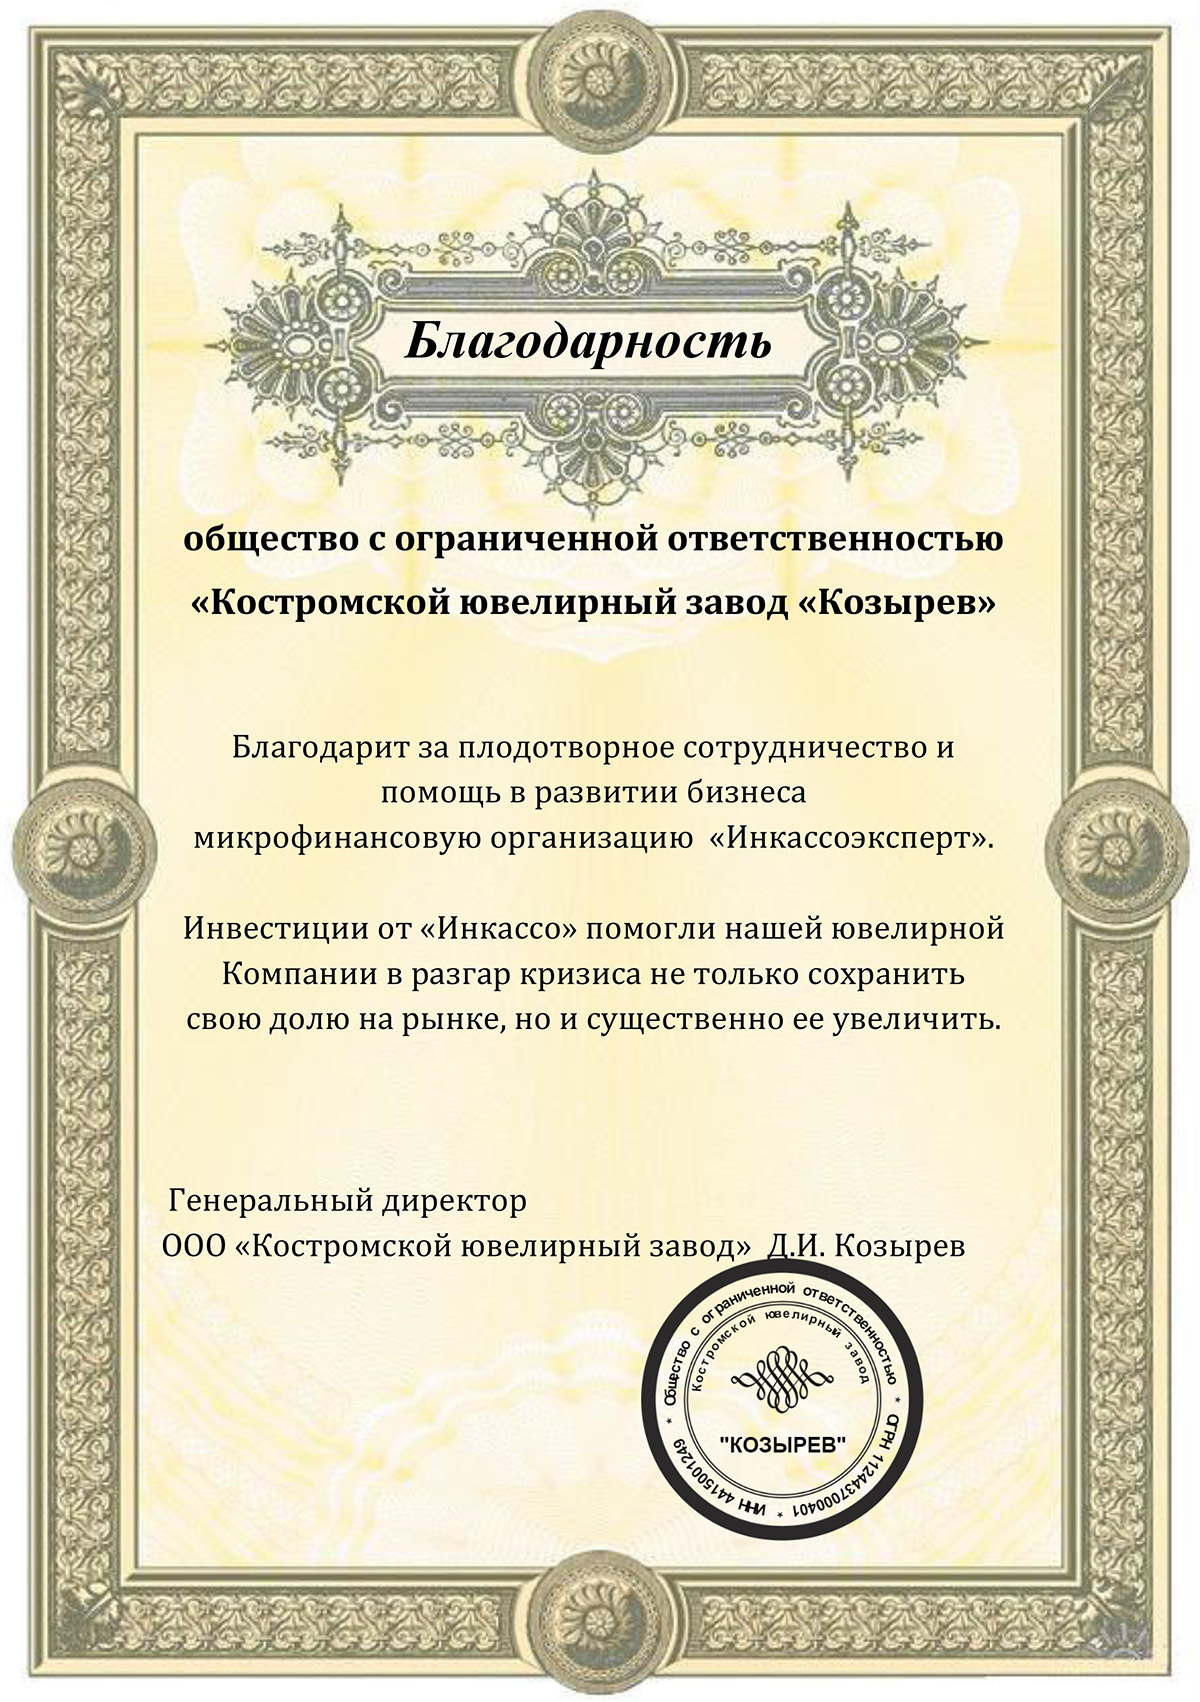 Благодарность
общество с ограниченной ответственностью
«Костромской ювелирный завод «Козырев»
Благодарит за плодотворное сотрудничество и
помощь в развитии бизнеса
микрофинансовую организацию «Инкассоэксперт».
Инвестиции от «Инкассо» помогли нашей ювелирной
Компании в разгар кризиса не только сохранить
свою долю на рынке, но и существенно ее увеличить.
Генеральный директор
ООО «Костромской ювелирный завод» Д.И. Козырев
* Общество с ограниченной ответственностью * ОГРН 1124437000401 * ИНН 4415001249
Костромской ювелирный завод
"КОЗЫРЕВ"